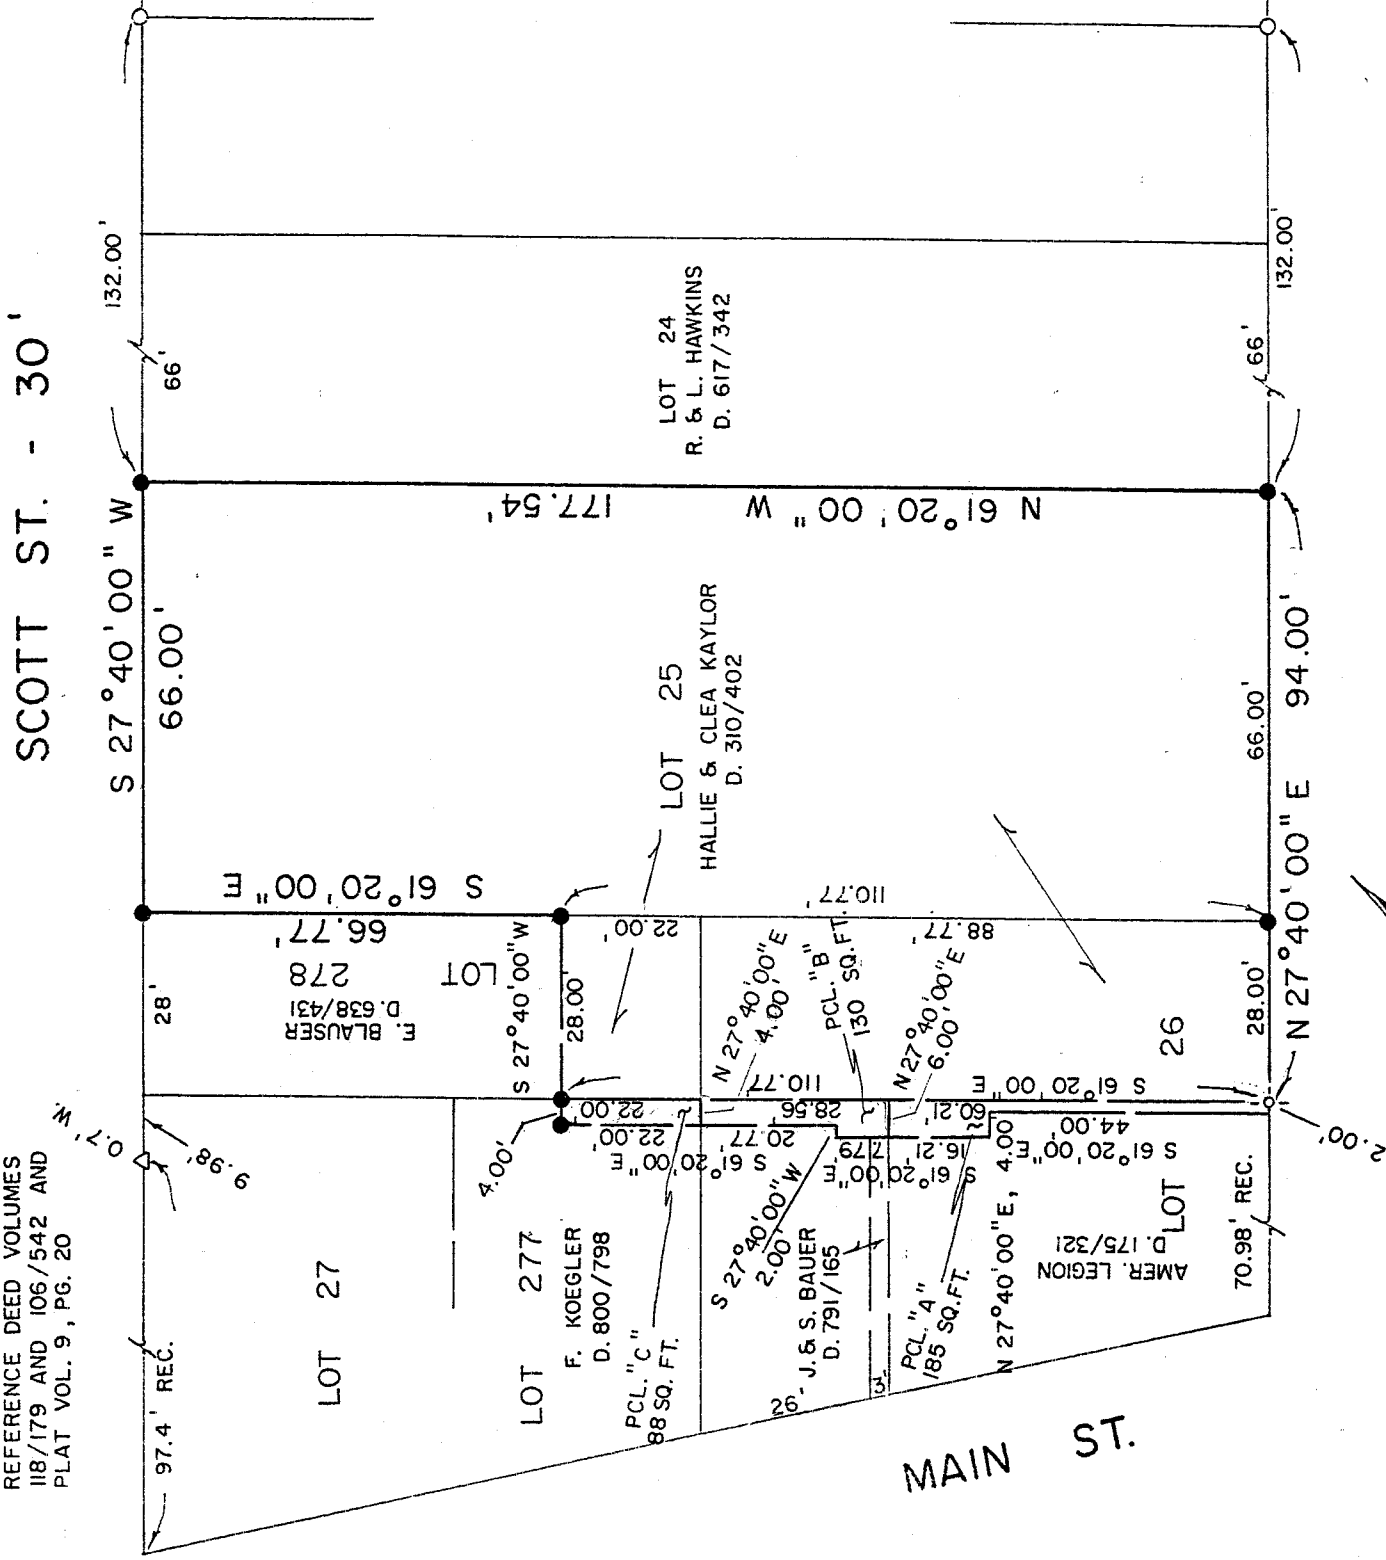 REFERENCE DEED VOLUMES
118/179 AND 106/542 AND
PLAT VOL. 9, PG. 20
SCOTT ST. - 30'
132.00'
66'
S 27°40'00" W
66.00'
28'
0.7' W.
9.98'
97.4' REC.
LOT 24
R. & L. HAWKINS
D. 617/342
N 61°20'00" W
177.54'
LOT 25
HALLIE & CLEA KAYLOR
D. 310/402
S 61°20'00" E
66.77'
LOT 278
E. BLAUSER
D. 638/431
S 27°40'00" W
28.00'
22.00'
110.77'
88.77'
N 27°40'00" E
4.00'
PCL. "B"
130 SQ. FT.
N 27°40'00" E
6.00'
26
LOT
110.77'
S 61°20'00" E
22.00'
28.56'
60.21'
22.00'
20.77'
7.79'
16.21'
44.00'
S 61°20'00" E
S 61°20'00" E
S 61°20'00" E
4.00'
LOT 27
LOT 277
F. KOEGLER
D. 800/798
PCL. "C"
88 SQ. FT.
S 27°40'00" W
2.00'
J. & S. BAUER
D. 791/165
26'
3'
PCL. "A"
185 SQ. FT.
N 27°40'00" E, 4.00'
AMER. LEGION
D. 175/321
70.98' REC.
2.00'
28.00'
66.00'
N 27°40'00" E 94.00'
66'
132.00'
MAIN ST.